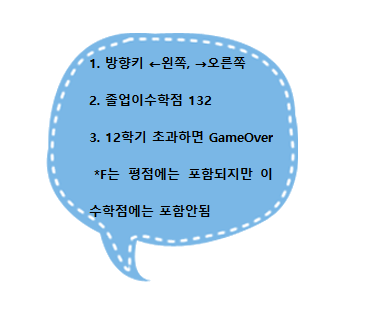 1. 방향키 ←왼쪽, →오른쪽
2. 졸업이수학점 132
3. 12학기 초과하면 GameOver
*F는 평점에는 포함되지만 이
수학점에는 포함안됨